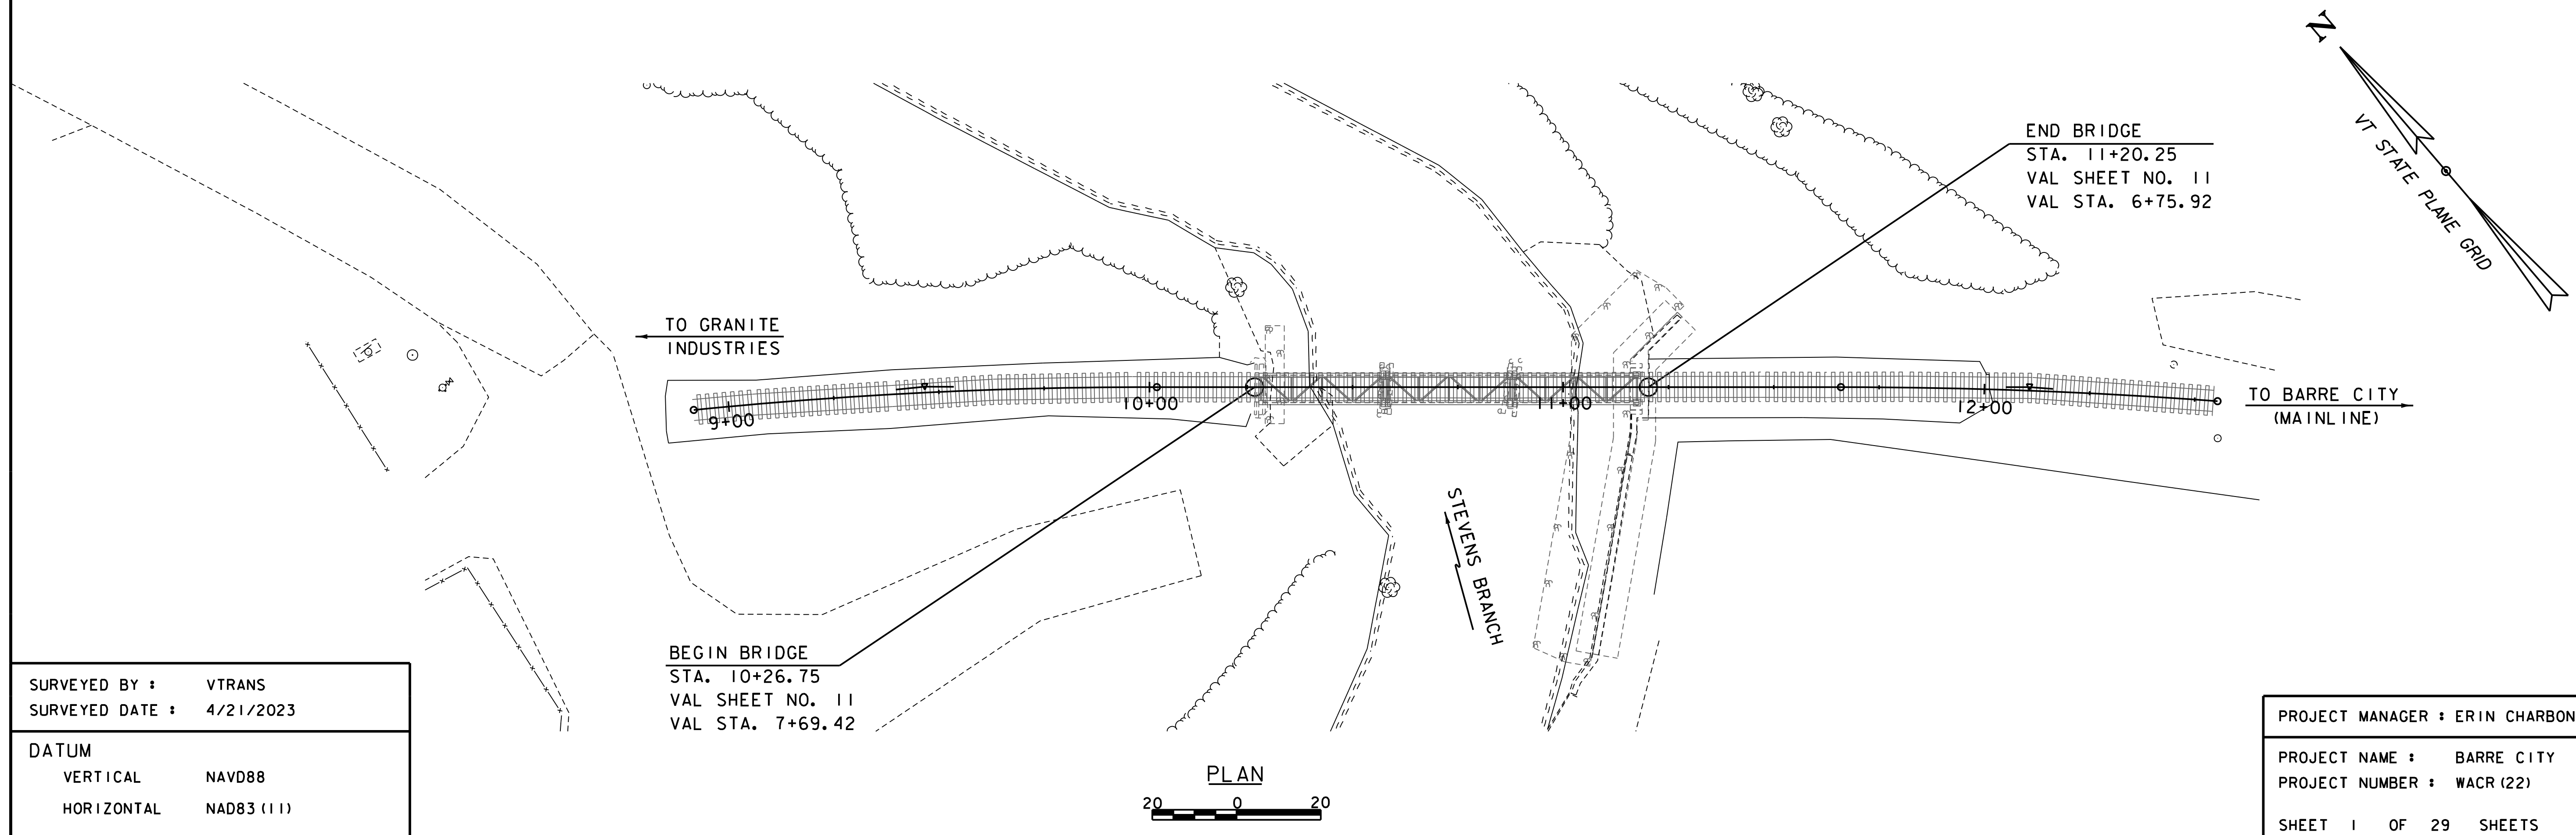 N
VT STATE PLANE GRID
END BRIDGE
STA. 11+20.25
VAL SHEET NO. 11
VAL STA. 6+75.92
TO GRANITE
INDUSTRIES
9+00
10+00
11+00
12+00
TO BARRE CITY
(MAINLINE)
STEVENS BRANCH
BEGIN BRIDGE
STA. 10+26.75
VAL SHEET NO. 11
VAL STA. 7+69.42
SURVEYED BY : VTRANS
SURVEYED DATE : 4/21/2023
DATUM
VERTICAL NAVD88
HORIZONTAL NAD83 (11)
PLAN
20 0 20
PROJECT MANAGER : ERIN CHARBON
PROJECT NAME : BARRE CITY
PROJECT NUMBER : WACR (22)
SHEET 1 OF 29 SHEETS